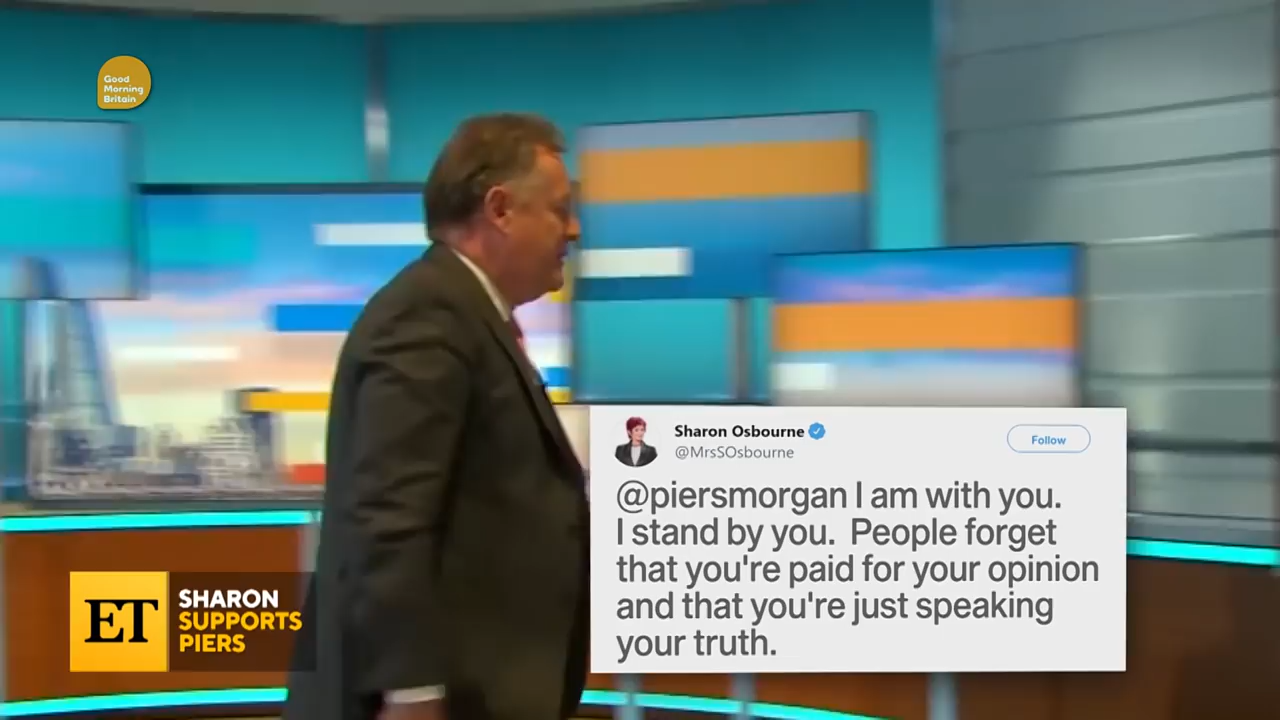 Good
Morning
Britain
Sharon Osbourne
@MrsSOsbourne
Follow
@piersmorgan I am with you.
I stand by you. People forget
that you're paid for your opinion
and that you're just speaking
your truth.
ET
SHARON
SUPPORTS
PIERS